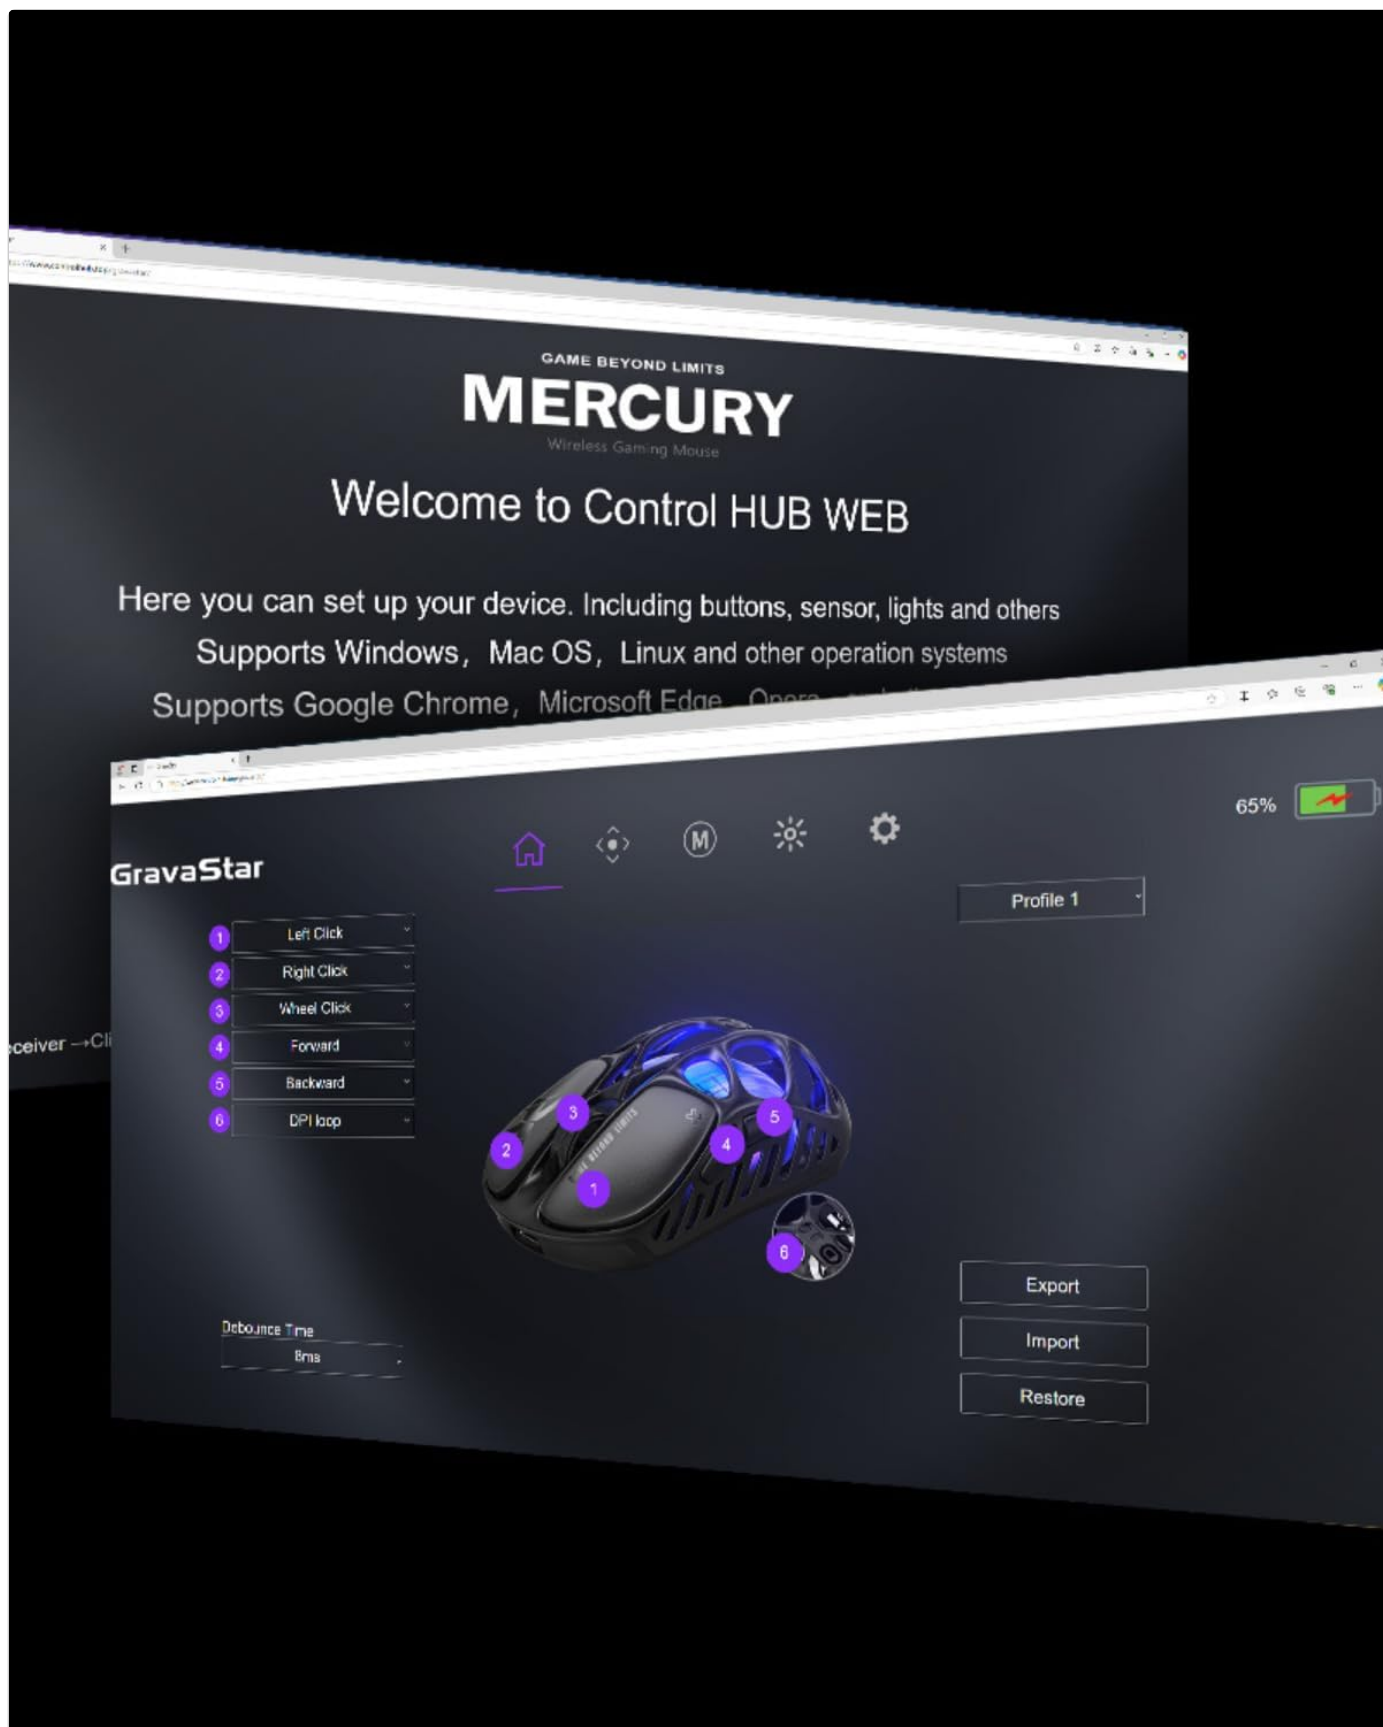 GAME BEYOND LIMITS
MERCURY
Wireless Gaming Mouse
Welcome to Control HUB WEB
Here you can set up your device. Including buttons, sensor, lights and others
Supports Windows, Mac OS, Linux and other operation systems
Supports Google Chrome, Microsoft Edge, Opera
65%
GravaStar
M
Profile 1
1 Left Click
2 Right Click
3 Wheel Click
4 Forward
5 Backward
6 DPI loop
BEYOND LIMITS
1
2
3
4
5
6
Export
Import
Restore
Debounce Time
8ms